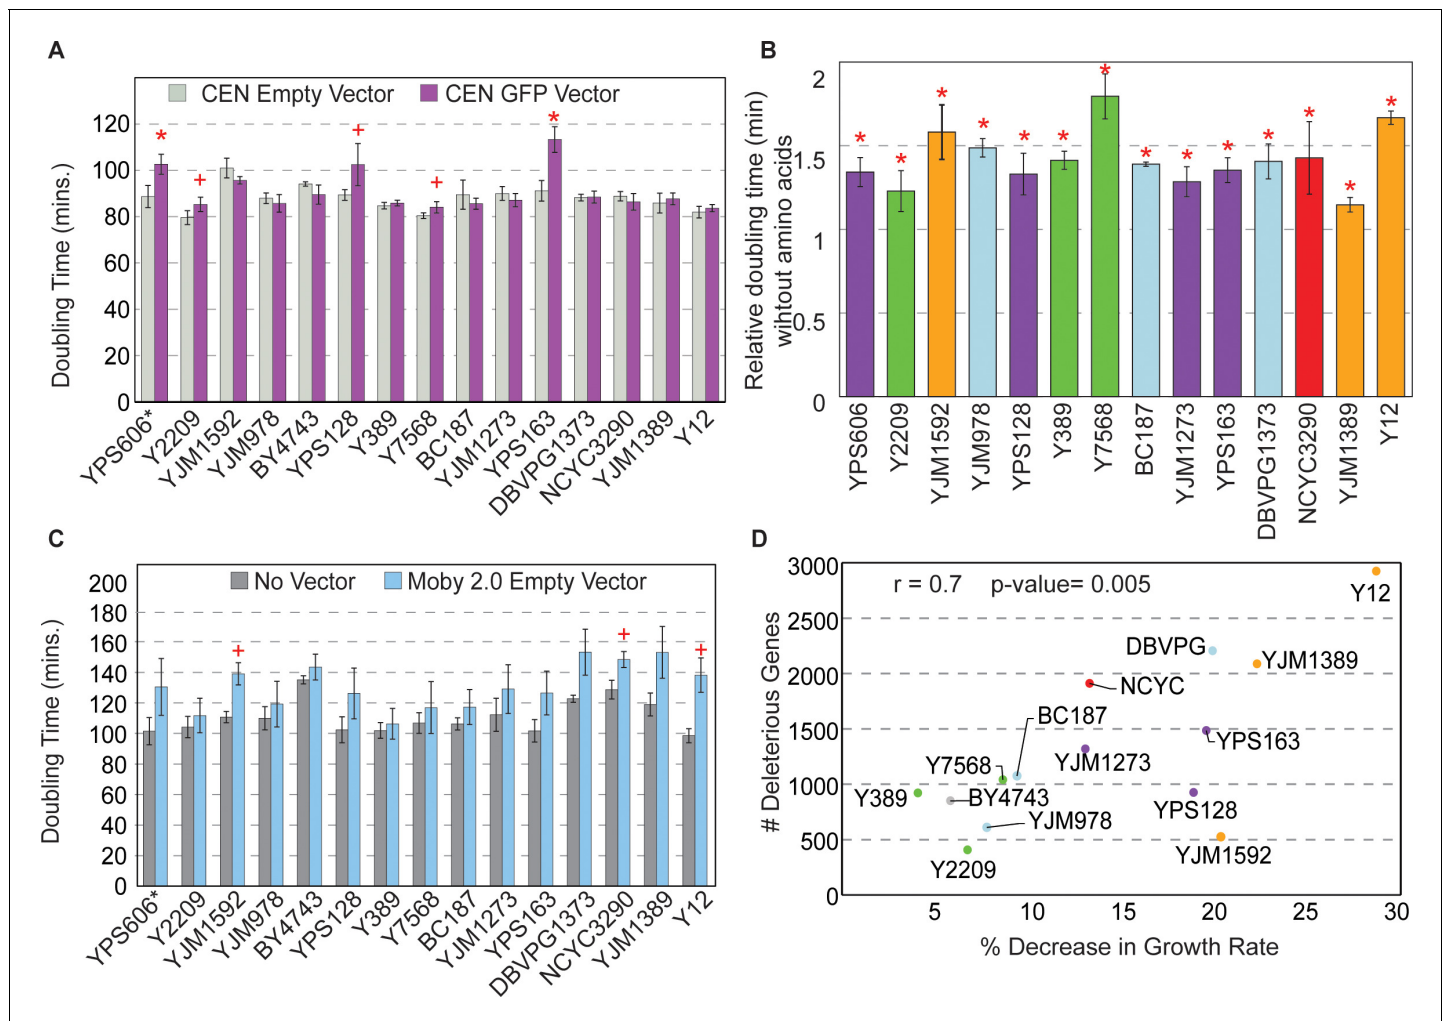 A
CEN Empty Vector
CEN GFP Vector
Doubling Time (mins.)
120
100
80
60
40
20
0
*
+
+
+
*
YPS606*
Y2209
YJM1592
YJM978
BY4743
YPS128
Y389
Y7568
BC187
YJM1273
YPS163
DBVPG1373
NCYC3290
YJM1389
Y12
B
Relative doubling time (min)
wihtout amino acids
2
1.5
1
0.5
0
*
*
*
*
*
*
*
*
*
*
*
*
*
*
YPS606
Y2209
YJM1592
YJM978
YPS128
Y389
Y7568
BC187
YJM1273
YPS163
DBVPG1373
NCYC3290
YJM1389
Y12
C
No Vector
Moby 2.0 Empty Vector
Doubling Time (mins.)
200
180
160
140
120
100
80
60
40
20
0
+
+
+
YPS606*
Y2209
YJM1592
YJM978
BY4743
YPS128
Y389
Y7568
BC187
YJM1273
YPS163
DBVPG1373
NCYC3290
YJM1389
Y12
D
r = 0.7 p-value= 0.005
# Deleterious Genes
3000
2500
2000
1500
1000
500
0
Y12
DBVPG
YJM1389
NCYC
BC187
YPS163
YJM1273
Y7568
Y389
BY4743
YPS128
YJM978
YJM1592
Y2209
5
10
15
20
25
30
% Decrease in Growth Rate